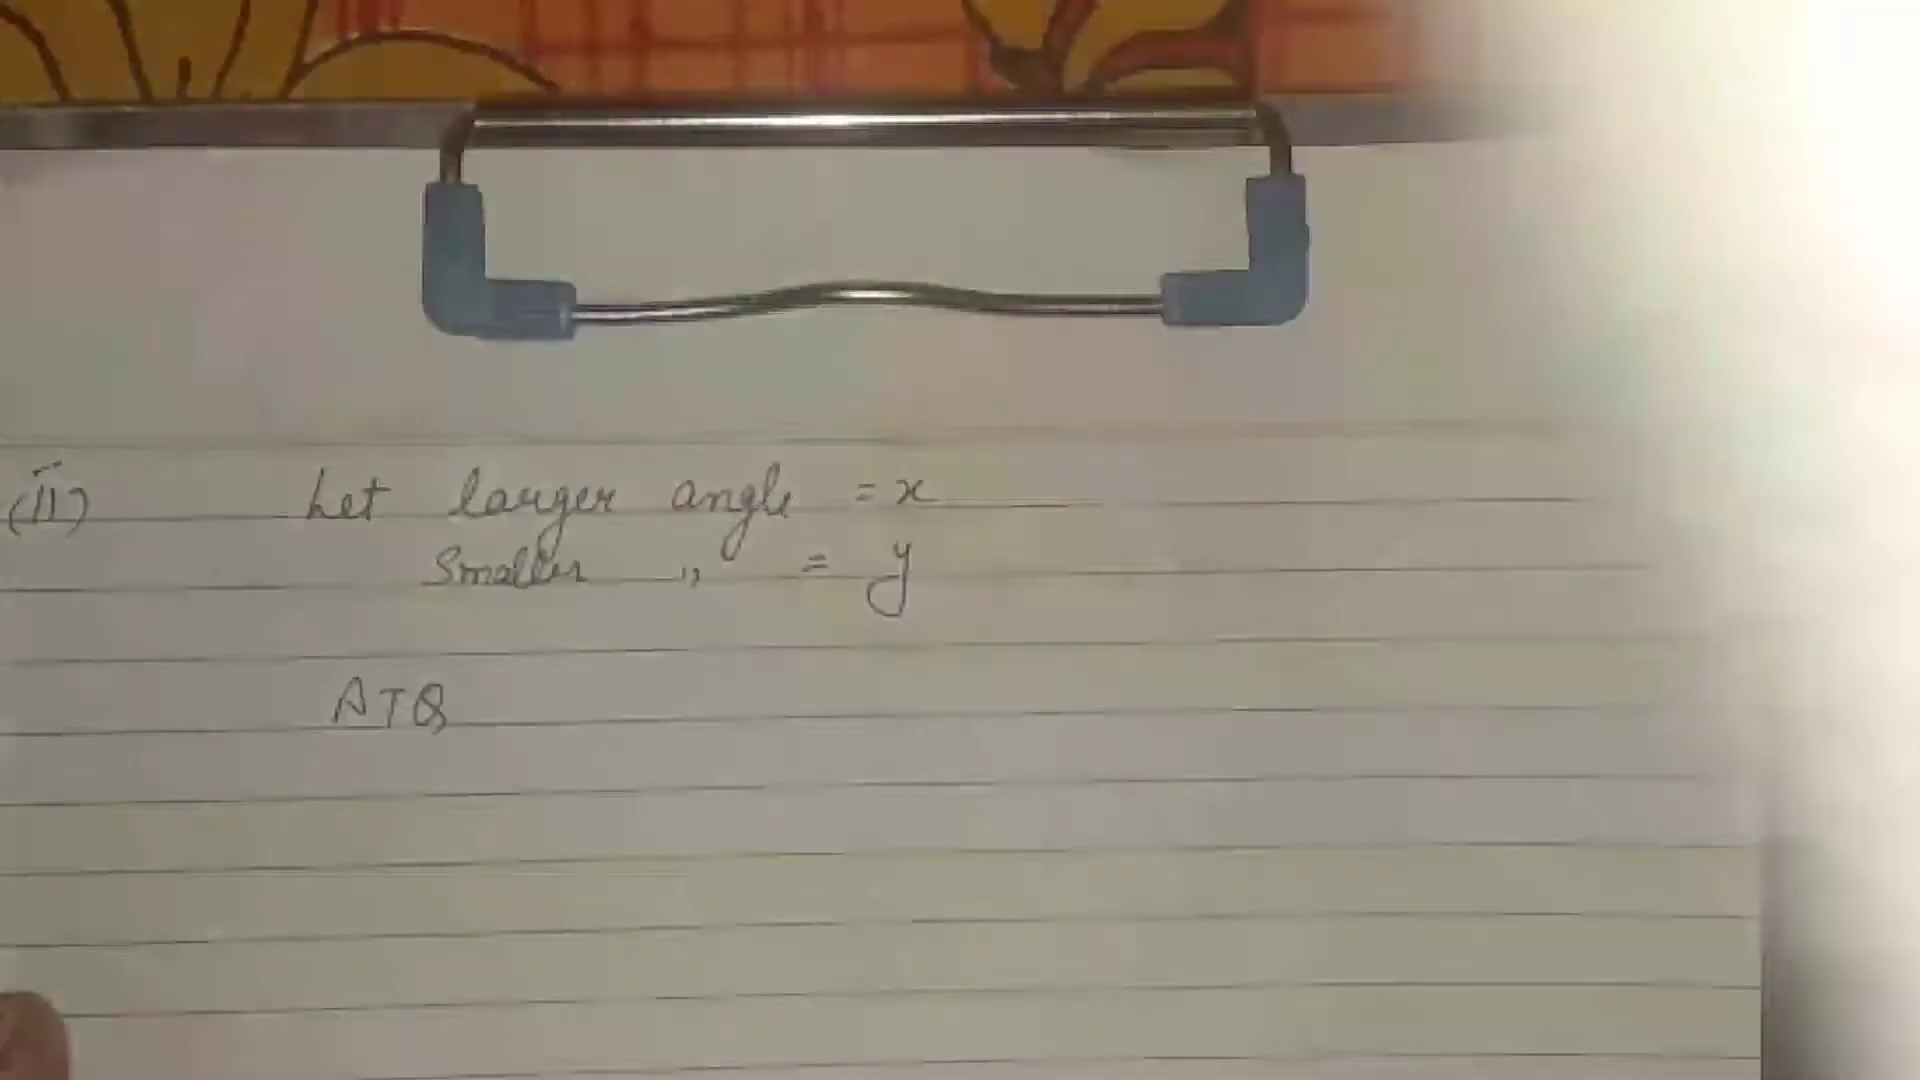 (ii) Let larger angle = x
Smaller ,, = y
ATQ